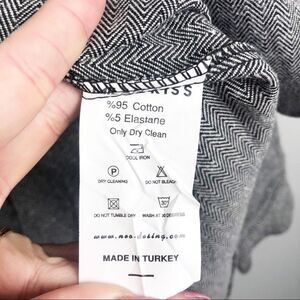 %95 Cotton
%5 Elastane
Only Dry Clean
COOL IRON
P
DRY CLEANING DO NOT BLEACH
30°
DO NOT TUMBLE DRY WASH AT 30 DEGREES
MADE IN TURKEY